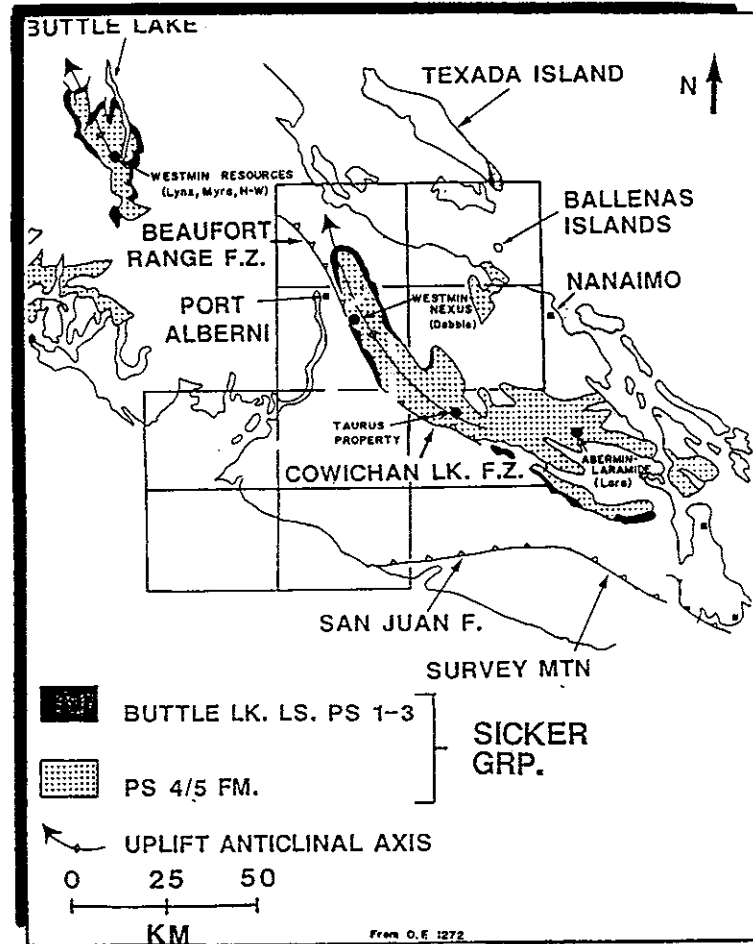 BUTTLE LAKE
TEXADA ISLAND
N
WESTMIN RESOURCES
(Lynx, Myra, H-W)
BALLENAS
ISLANDS
BEAUFORT
RANGE F.Z.
NANAIMO
PORT
ALBERNI
WESTMIN-
NEXUS
(Debbie)
TAURUS
PROPERTY
ABERMIN-
LARAMIDE
(Lara)
COWICHAN LK. F.Z.
SAN JUAN F.
SURVEY MTN
BUTTLE LK. LS. PS 1-3
SICKER
GRP.
PS 4/5 FM.
UPLIFT ANTICLINAL AXIS
0 25 50
KM
From O.F. 1272